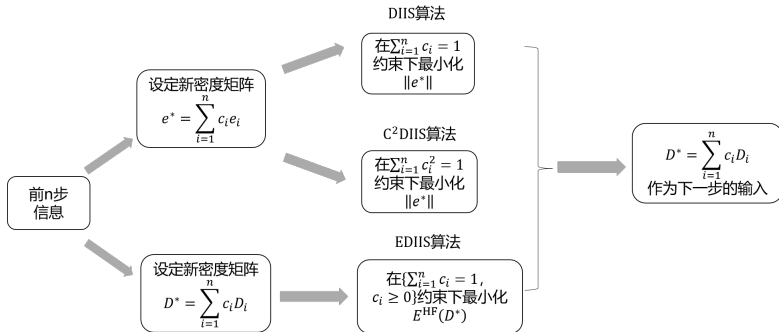 前n步
信息
设定新密度矩阵
$e^* = \sum_{i=1}^{n} c_i e_i$
设定新密度矩阵
$D^* = \sum_{i=1}^{n} c_i D_i$
DIIS算法
在$\sum_{i=1}^{n} c_i = 1$
约束下最小化
$\|e^*\|$
C²DIIS算法
在$\sum_{i=1}^{n} c_i^2 = 1$
约束下最小化
$\|e^*\|$
EDIIS算法
在{$\sum_{i=1}^{n} c_i = 1$,
$c_i \geq 0$}约束下最小化
$E^{\mathrm{HF}}(D^*)$
$D^* = \sum_{i=1}^{n} c_i D_i$
作为下一步的输入